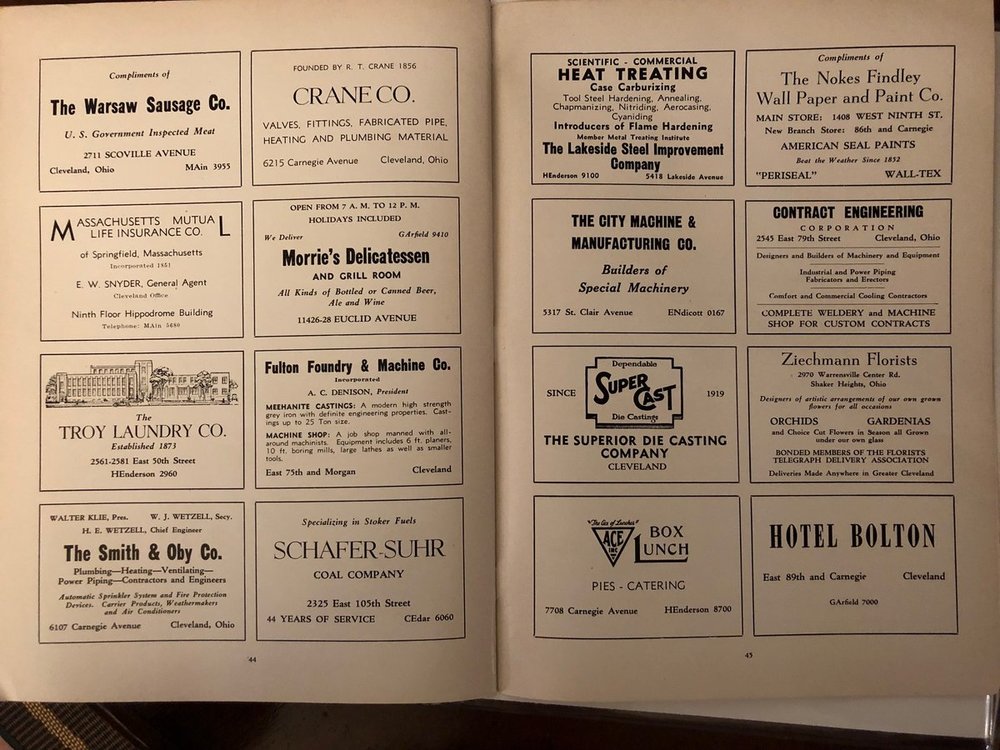 Compliments of
The Warsaw Sausage Co.
U. S. Government Inspected Meat
2711 SCOVILLE AVENUE
Cleveland, Ohio MAin 3955
FOUNDED BY R. T. CRANE 1856
CRANE CO.
VALVES, FITTINGS, FABRICATED PIPE,
HEATING AND PLUMBING MATERIAL
6215 Carnegie Avenue Cleveland, Ohio
MASSACHUSETTS MUTUAL
LIFE INSURANCE CO.
of Springfield, Massachusetts
Incorporated 1851
E. W. SNYDER, General Agent
Cleveland Office
Ninth Floor Hippodrome Building
Telephone: MAin 5680
OPEN FROM 7 A. M. TO 12 P. M.
HOLIDAYS INCLUDED
We Deliver GArfield 9410
Morrie's Delicatessen
AND GRILL ROOM
All Kinds of Bottled or Canned Beer,
Ale and Wine
11426-28 EUCLID AVENUE
The
TROY LAUNDRY CO.
Established 1873
2561-2581 East 50th Street
HEnderson 2960
Fulton Foundry & Machine Co.
Incorporated
A. C. DENISON, President
MEEHANITE CASTINGS: A modern high strength
grey iron with definite engineering properties. Cast-
ings up to 25 Ton size.
MACHINE SHOP: A job shop manned with all-
around machinists. Equipment includes 6 ft. planers,
10 ft. boring mills, large lathes as well as smaller
tools.
East 75th and Morgan Cleveland
WALTER KLIE, Pres. W. J. WETZELL, Secy.
H. E. WETZELL, Chief Engineer
The Smith & Oby Co.
Plumbing—Heating—Ventilating—
Power Piping—Contractors and Engineers
Automatic Sprinkler System and Fire Protection
Devices. Carrier Products, Weathermakers
and Air Conditioners
6107 Carnegie Avenue Cleveland, Ohio
Specializing in Stoker Fuels
SCHAFER-SUHR
COAL COMPANY
2325 East 105th Street
44 YEARS OF SERVICE CEdar 6060
44
SCIENTIFIC - COMMERCIAL
HEAT TREATING
Case Carburizing
Tool Steel Hardening, Annealing,
Chapmanizing, Nitriding, Aerocasing,
Cyaniding
Introducers of Flame Hardening
Member Metal Treating Institute
The Lakeside Steel Improvement
Company
HEnderson 9100 5418 Lakeside Avenue
Compliments of
The Nokes Findley
Wall Paper and Paint Co.
MAIN STORE: 1408 WEST NINTH ST.
New Branch Store: 86th and Carnegie
AMERICAN SEAL PAINTS
Beat the Weather Since 1852
"PERISEAL" WALL-TEX
THE CITY MACHINE &
MANUFACTURING CO.
Builders of
Special Machinery
5317 St. Clair Avenue ENdicott 0167
CONTRACT ENGINEERING
CORPORATION
2545 East 79th Street Cleveland, Ohio
Designers and Builders of Machinery and Equipment
Industrial and Power Piping
Fabricators and Erectors
Comfort and Commercial Cooling Contractors
COMPLETE WELDERY and MACHINE
SHOP FOR CUSTOM CONTRACTS
SINCE Dependable 1919
SUPER CAST
Die Castings
THE SUPERIOR DIE CASTING
COMPANY
CLEVELAND
Ziechmann Florists
2970 Warrensville Center Rd.
Shaker Heights, Ohio
Designers of artistic arrangements of our own grown
flowers for all occasions
ORCHIDS GARDENIAS
and Choice Cut Flowers in Season all Grown
under our own glass
BONDED MEMBERS OF THE FLORISTS
TELEGRAPH DELIVERY ASSOCIATION
Deliveries Made Anywhere in Greater Cleveland
"The Ace of Lunches"
ACE
INC
BOX
LUNCH
PIES - CATERING
7708 Carnegie Avenue HEnderson 8700
HOTEL BOLTON
East 89th and Carnegie Cleveland
GArfield 7000
45